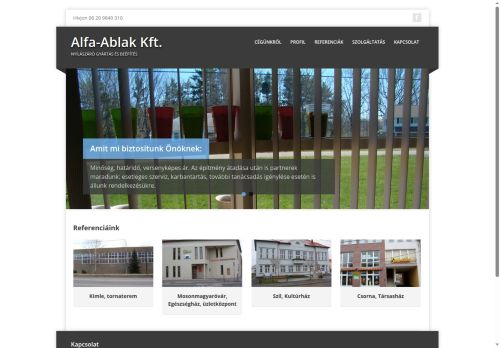 Hívjon 06 20 9840 310
f
Alfa-Ablak Kft.
NYÍLÁSZÁRÓ GYÁRTÁS ÉS BEÉPÍTÉS
CÉGÜNKRŐL PROFIL REFERENCIÁK SZOLGÁLTATÁS KAPCSOLAT
Amit mi biztosítunk Önöknek:
Minőség, határidő, versenyképes ár. Az építmény átadása után is partnerek
maradunk: esetleges szerviz, karbantartás, további tanácsadás igénylése esetén is
állunk rendelkezésükre.
Referenciáink
Kimle, tornaterem
Mosonmagyaróvár,
Egészségház, üzletközpont
Szil, Kultúrház
Csorna, Társasház
Kapcsolat